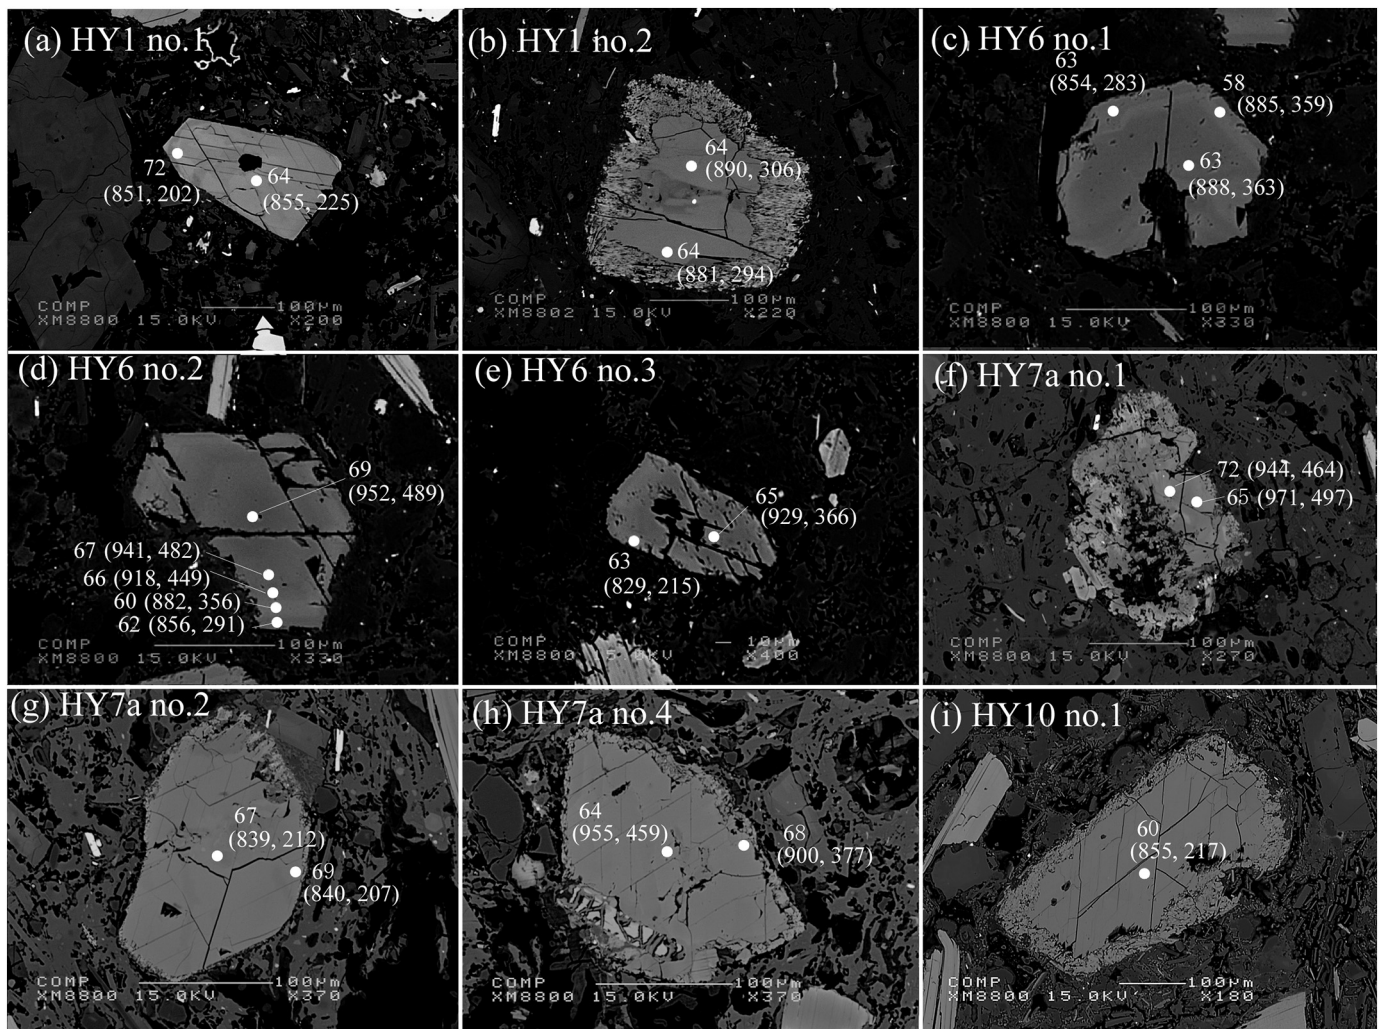 (a) HY1 no.1
72
(851, 202)
64
(855, 225)
COMP 100μm
XM8800 15.0KV X200
(b) HY1 no.2
64
(890, 306)
64
(881, 294)
COMP 100μm
XM8802 15.0KV X220
(c) HY6 no.1
63
(854, 283)
58
(885, 359)
63
(888, 363)
COMP 100μm
XM8800 15.0KV X330
(d) HY6 no.2
69
(952, 489)
67 (941, 482)
66 (918, 449)
60 (882, 356)
62 (856, 291)
COMP 100μm
XM8800 15.0KV X330
(e) HY6 no.3
65
(929, 366)
63
(829, 215)
COMP 10μm
XM8800 15.0KV X400
(f) HY7a no.1
72 (944, 464)
65 (971, 497)
COMP 100μm
XM8800 15.0KV X270
(g) HY7a no.2
67
(839, 212)
69
(840, 207)
COMP 100μm
XM8800 15.0KV X370
(h) HY7a no.4
64
(955, 459)
68
(900, 377)
COMP 100μm
XM8800 15.0KV X370
(i) HY10 no.1
60
(855, 217)
COMP 100μm
XM8800 15.0KV X180